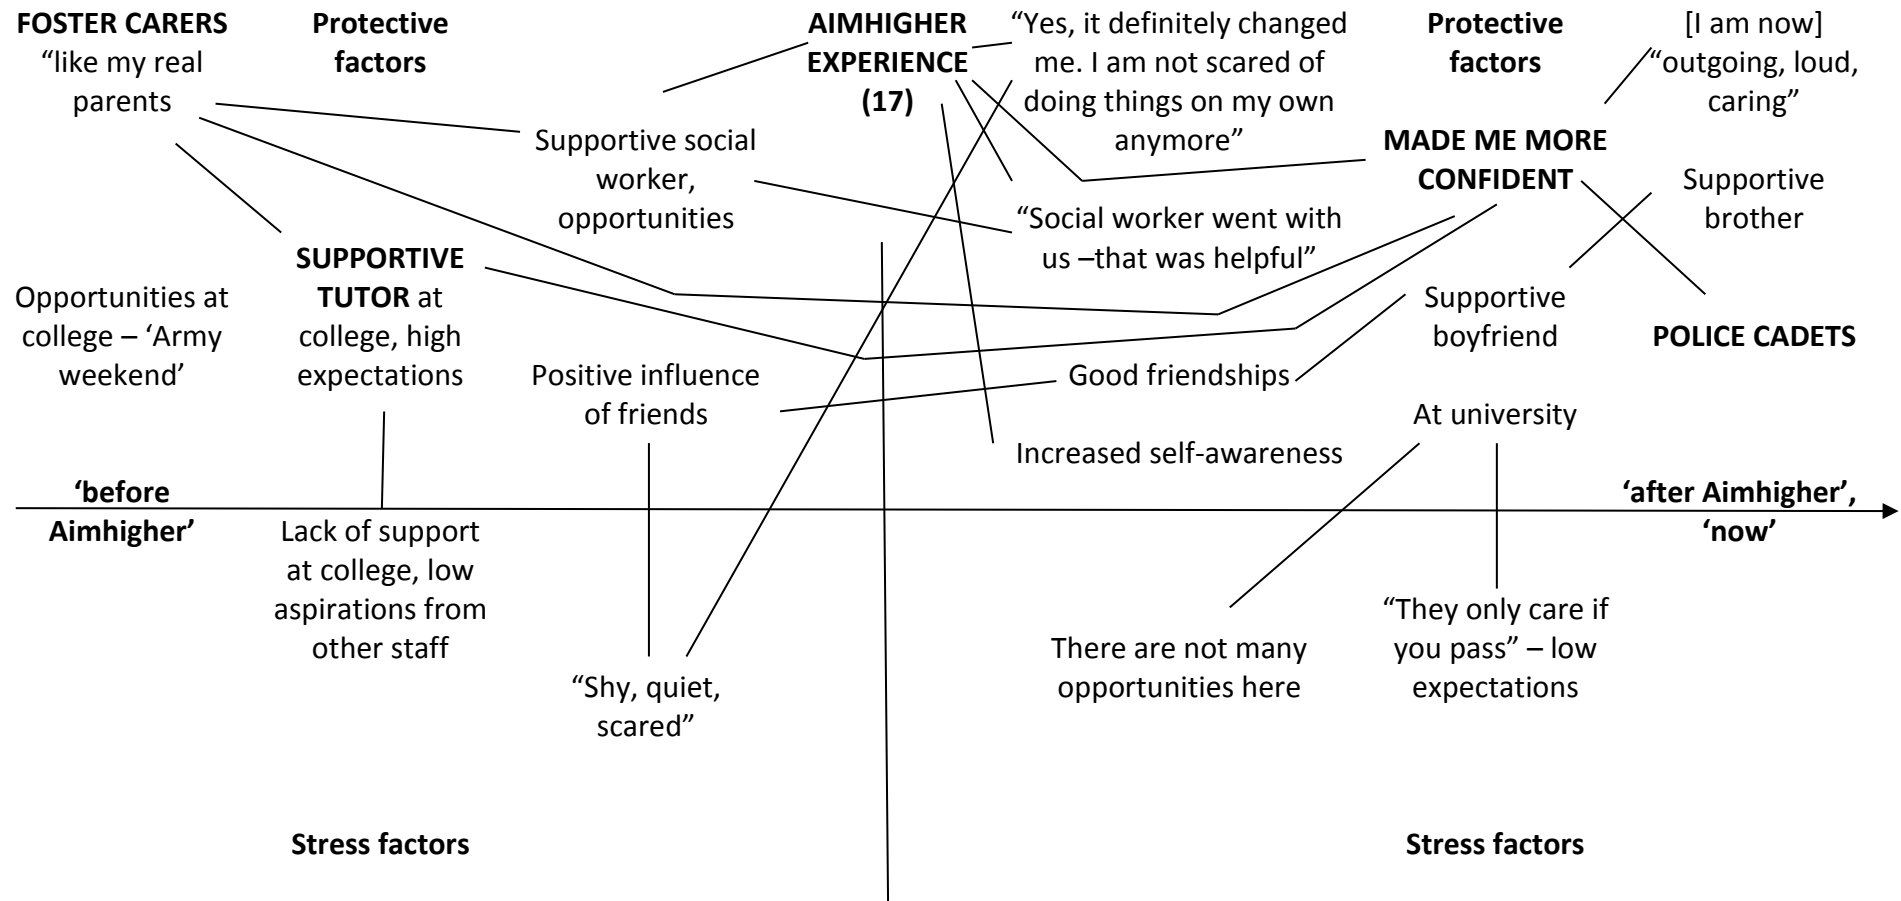 FOSTER CARERS
“like my real
parents
Protective
factors
AIMHIGHER
EXPERIENCE
(17)
“Yes, it definitely changed
me. I am not scared of
doing things on my own
anymore”
Protective
factors
[I am now]
“outgoing, loud,
caring”
Supportive social
worker,
opportunities
MADE ME MORE
CONFIDENT
Supportive
brother
“Social worker went with
us –that was helpful”
Opportunities at
college – ‘Army
weekend’
SUPPORTIVE
TUTOR at
college, high
expectations
Supportive
boyfriend
POLICE CADETS
Positive influence
of friends
Good friendships
At university
Increased self-awareness
‘before
Aimhigher’
‘after Aimhigher’,
‘now’
Lack of support
at college, low
aspirations from
other staff
“Shy, quiet,
scared”
There are not many
opportunities here
“They only care if
you pass” – low
expectations
Stress factors
Stress factors